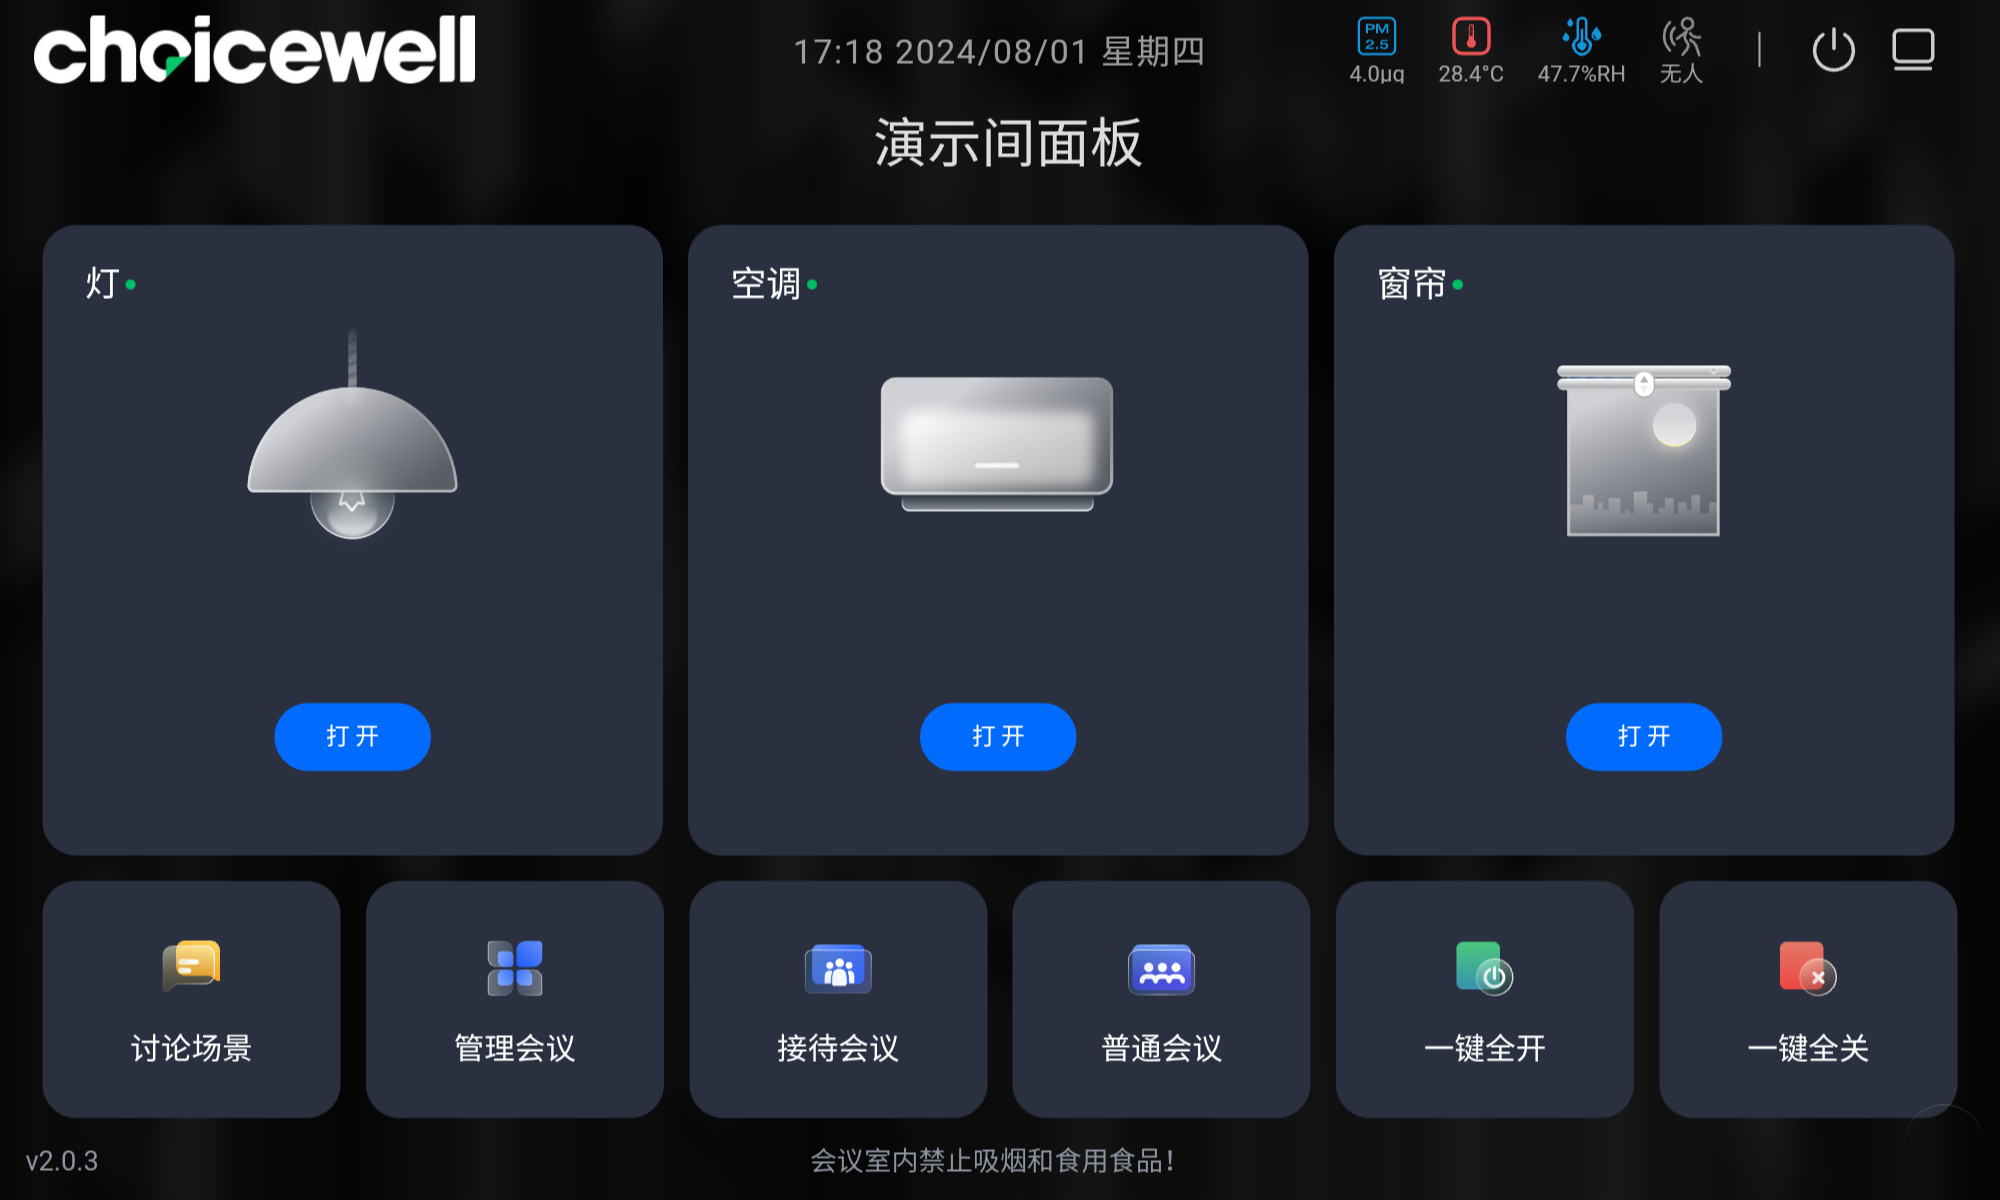 choicewell
17:18 2024/08/01 星期四
PM
2.5
4.0µg
28.4°C
47.7%RH
无人
演示间面板
灯
空调
窗帘
打开
打开
打开
讨论场景
管理会议
接待会议
普通会议
一键全开
一键全关
v2.0.3
会议室内禁止吸烟和食用食品！